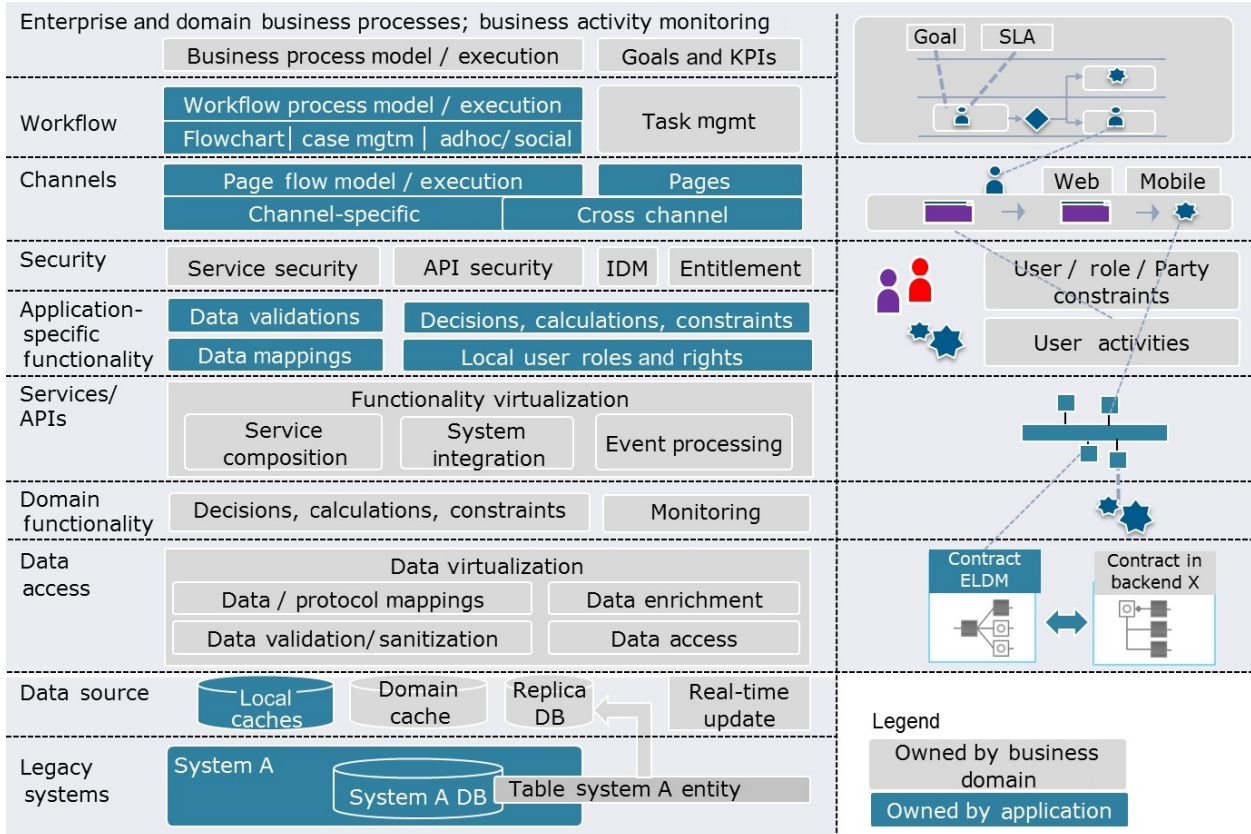 Enterprise and domain business processes; business activity monitoring
Business process model / execution
Goals and KPIs
Goal
SLA
Workflow
Workflow process model / execution
Flowchart| case mgtm | adhoc/ social
Task mgmt
Channels
Page flow model / execution
Pages
Channel-specific
Cross channel
Web
Mobile
Security
Service security
API security
IDM
Entitlement
User / role / Party
constraints
Application-
specific
functionality
Data validations
Decisions, calculations, constraints
Data mappings
Local user roles and rights
User activities
Services/
APIs
Functionality virtualization
Service
composition
System
integration
Event processing
Domain
functionality
Decisions, calculations, constraints
Monitoring
Data
access
Data virtualization
Data / protocol mappings
Data enrichment
Data validation/sanitization
Data access
Contract
ELDM
Contract in
backend X
Data source
Local
caches
Domain
cache
Replica
DB
Real-time
update
Legacy
systems
System A
System A DB
Table system A entity
Legend
Owned by business
domain
Owned by application